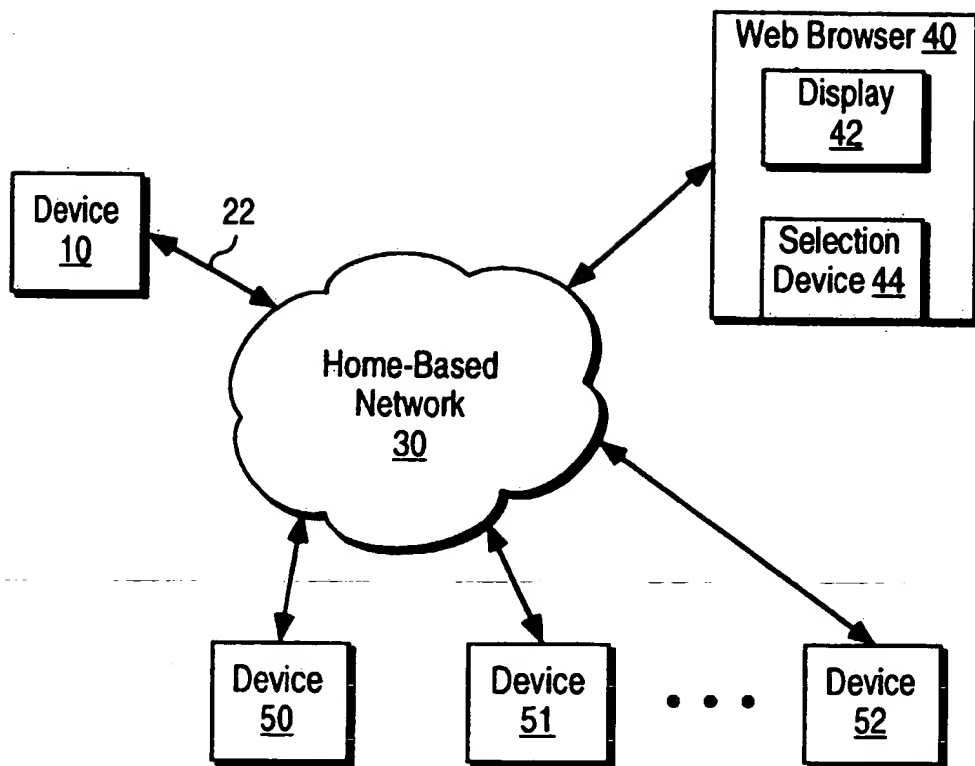 Web Browser 40
Display
42
Selection
Device 44
Device
10
22
Home-Based
Network
30
Device
50
Device
51
Device
52